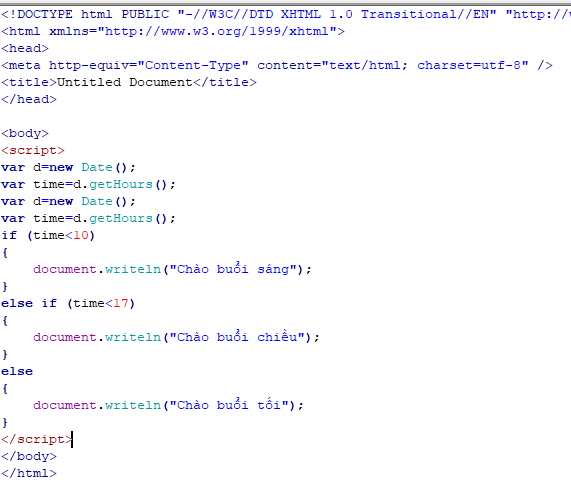 <!DOCTYPE html PUBLIC "-//W3C//DTD XHTML 1.0 Transitional//EN" "http://
<html xmlns="http://www.w3.org/1999/xhtml">
<head>
<meta http-equiv="Content-Type" content="text/html; charset=utf-8" />
<title>Untitled Document</title>
</head>
<body>
<script>
var d=new Date();
var time=d.getHours();
var d=new Date();
var time=d.getHours();
if (time<10)
{
document.writeln("Chào buổi sáng");
}
else if (time<17)
{
document.writeln("Chào buổi chiều");
}
else
{
document.writeln("Chào buổi tối");
}
</script>
</body>
</html>